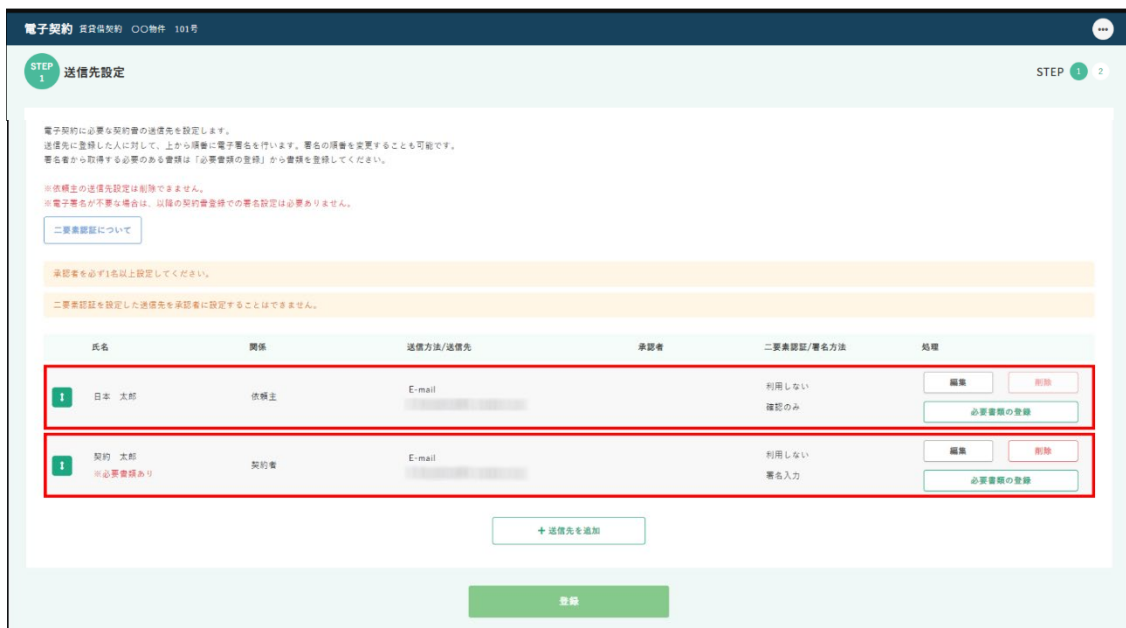 電子契約 賃貸借契約 〇〇物件 101号
STEP 1 送信先設定
STEP 1 2
電子契約に必要な契約書の送信先を設定します。
送信先に登録した人に対して、上から順番に電子署名を行います。署名の順番を変更することも可能です。
署名者から取得する必要のある書類は「必要書類の登録」から書類を登録してください。
※依頼主の送信先設定は削除できません。
※電子署名が不要な場合は、以降の契約書登録での署名設定は必要ありません。
二要素認証について
承認者を必ず1名以上設定してください。
二要素認証を設定した送信先を承認者に設定することはできません。
氏名 関係 送信方法/送信先 承認者 二要素認証/署名方法 処理
日本 太郎 依頼主 E-mail 利用しない 編集 削除
確認のみ 必要書類の登録
契約 太郎 契約者 E-mail 利用しない 編集 削除
※必要書類あり 署名入力 必要書類の登録
+ 送信先を追加
登録